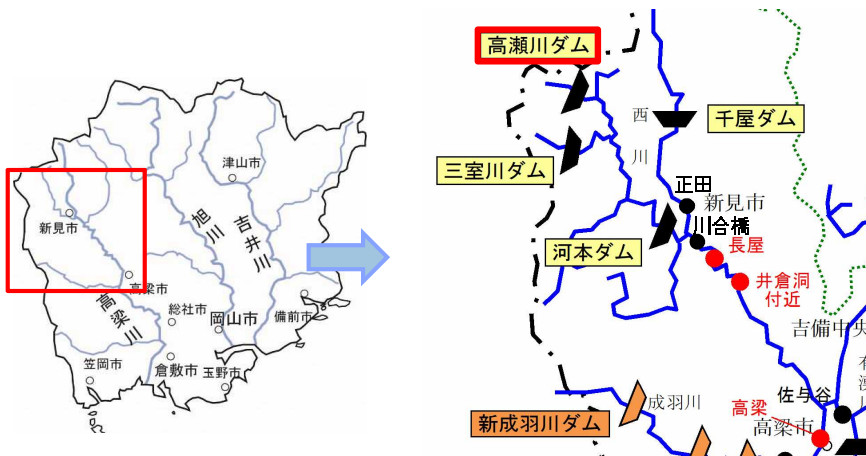 津山市
新見市
旭川
吉井川
高梁市
高梁川
総社市
岡山市
備前市
笠岡市
倉敷市
玉野市
高瀬川ダム
西川
千屋ダム
三室川ダム
正田
新見市
川合橋
河本ダム
長屋
井倉洞
付近
吉備中央
有漢川
佐与谷
成羽川
高梁
高梁市
新成羽川ダム